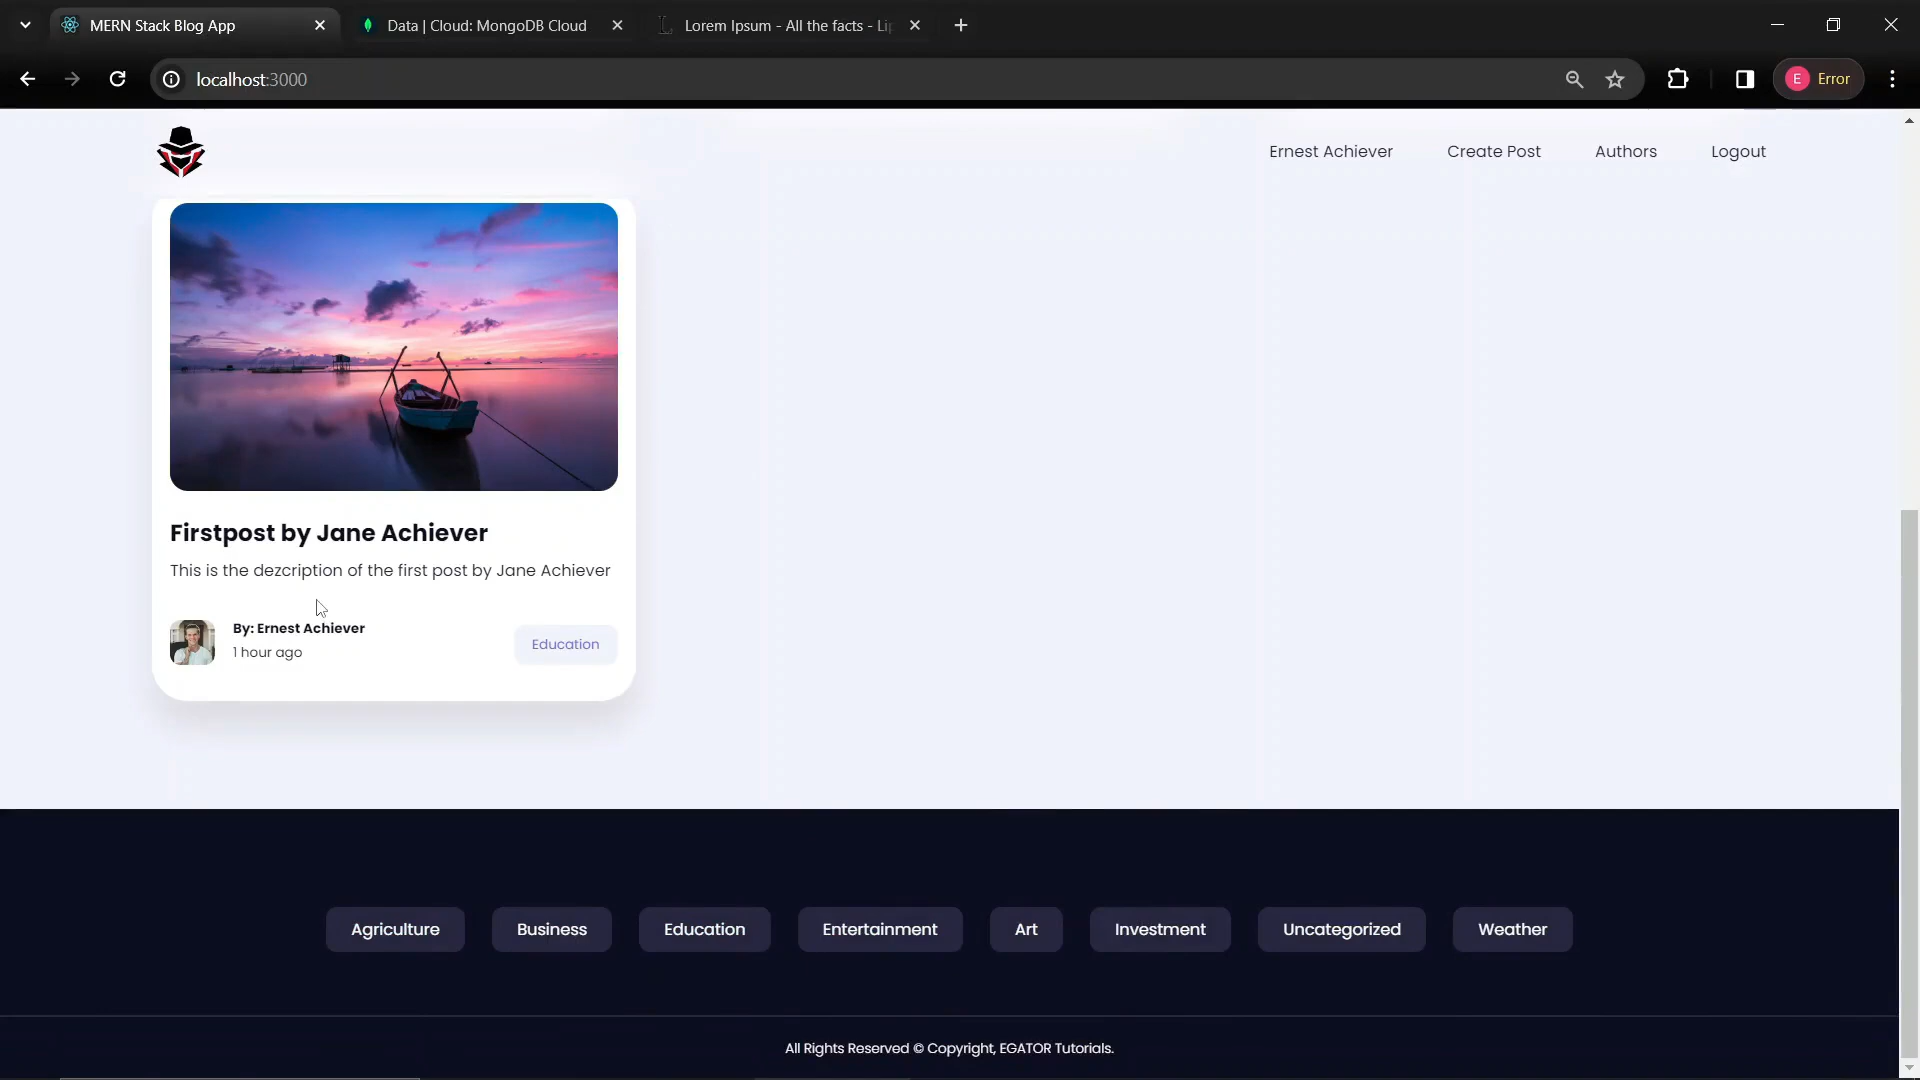 MERN Stack Blog App
Data | Cloud: MongoDB Cloud
Lorem Ipsum - All the facts - Li
localhost:3000
E Error
Ernest Achiever
Create Post
Authors
Logout
Firstpost by Jane Achiever
This is the dezcription of the first post by Jane Achiever
By: Ernest Achiever
1 hour ago
Education
Agriculture
Business
Education
Entertainment
Art
Investment
Uncategorized
Weather
All Rights Reserved © Copyright, EGATOR Tutorials.